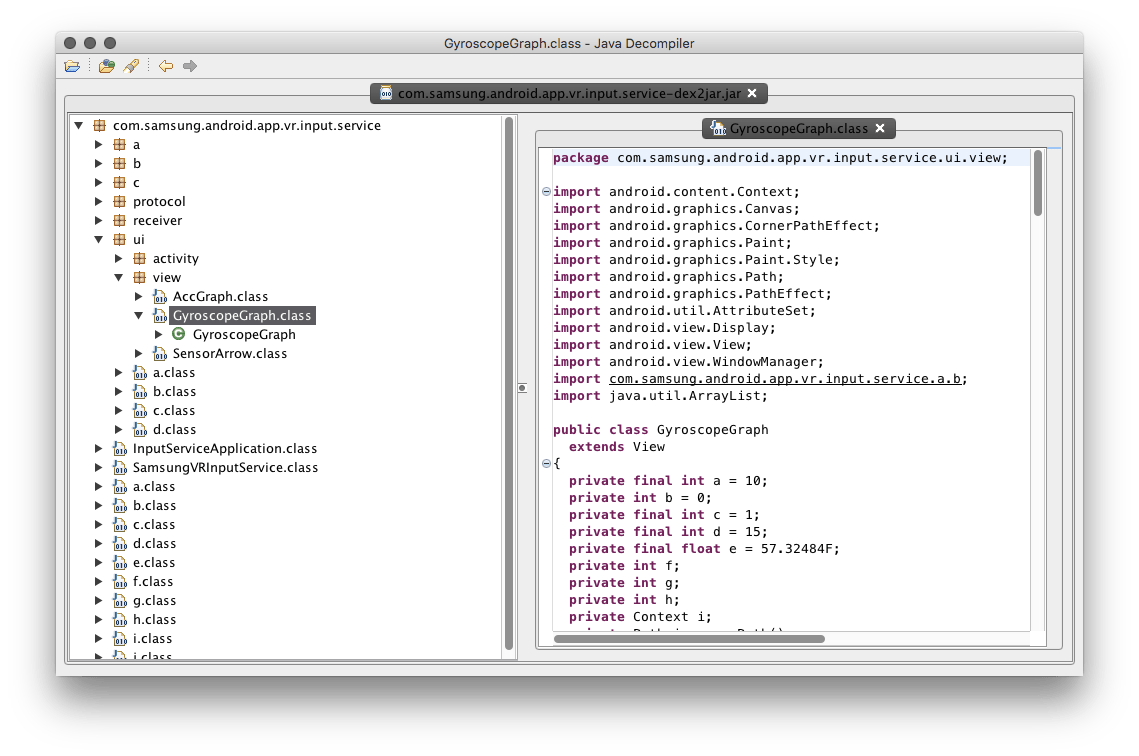 GyroscopeGraph.class - Java Decompiler
com.samsung.android.app.vr.input.service-dex2jar.jar
com.samsung.android.app.vr.input.service
a
b
c
protocol
receiver
ui
activity
view
AccGraph.class
GyroscopeGraph.class
GyroscopeGraph
SensorArrow.class
a.class
b.class
c.class
d.class
InputServiceApplication.class
SamsungVRInputService.class
a.class
b.class
c.class
d.class
e.class
f.class
g.class
h.class
i.class
j.class
GyroscopeGraph.class
package com.samsung.android.app.vr.input.service.ui.view;
import android.content.Context;
import android.graphics.Canvas;
import android.graphics.CornerPathEffect;
import android.graphics.Paint;
import android.graphics.Paint.Style;
import android.graphics.Path;
import android.graphics.PathEffect;
import android.util.AttributeSet;
import android.view.Display;
import android.view.View;
import android.view.WindowManager;
import com.samsung.android.app.vr.input.service.a.b;
import java.util.ArrayList;
public class GyroscopeGraph
extends View
{
private final int a = 10;
private int b = 0;
private final int c = 1;
private final int d = 15;
private final float e = 57.32484F;
private int f;
private int g;
private int h;
private Context i;